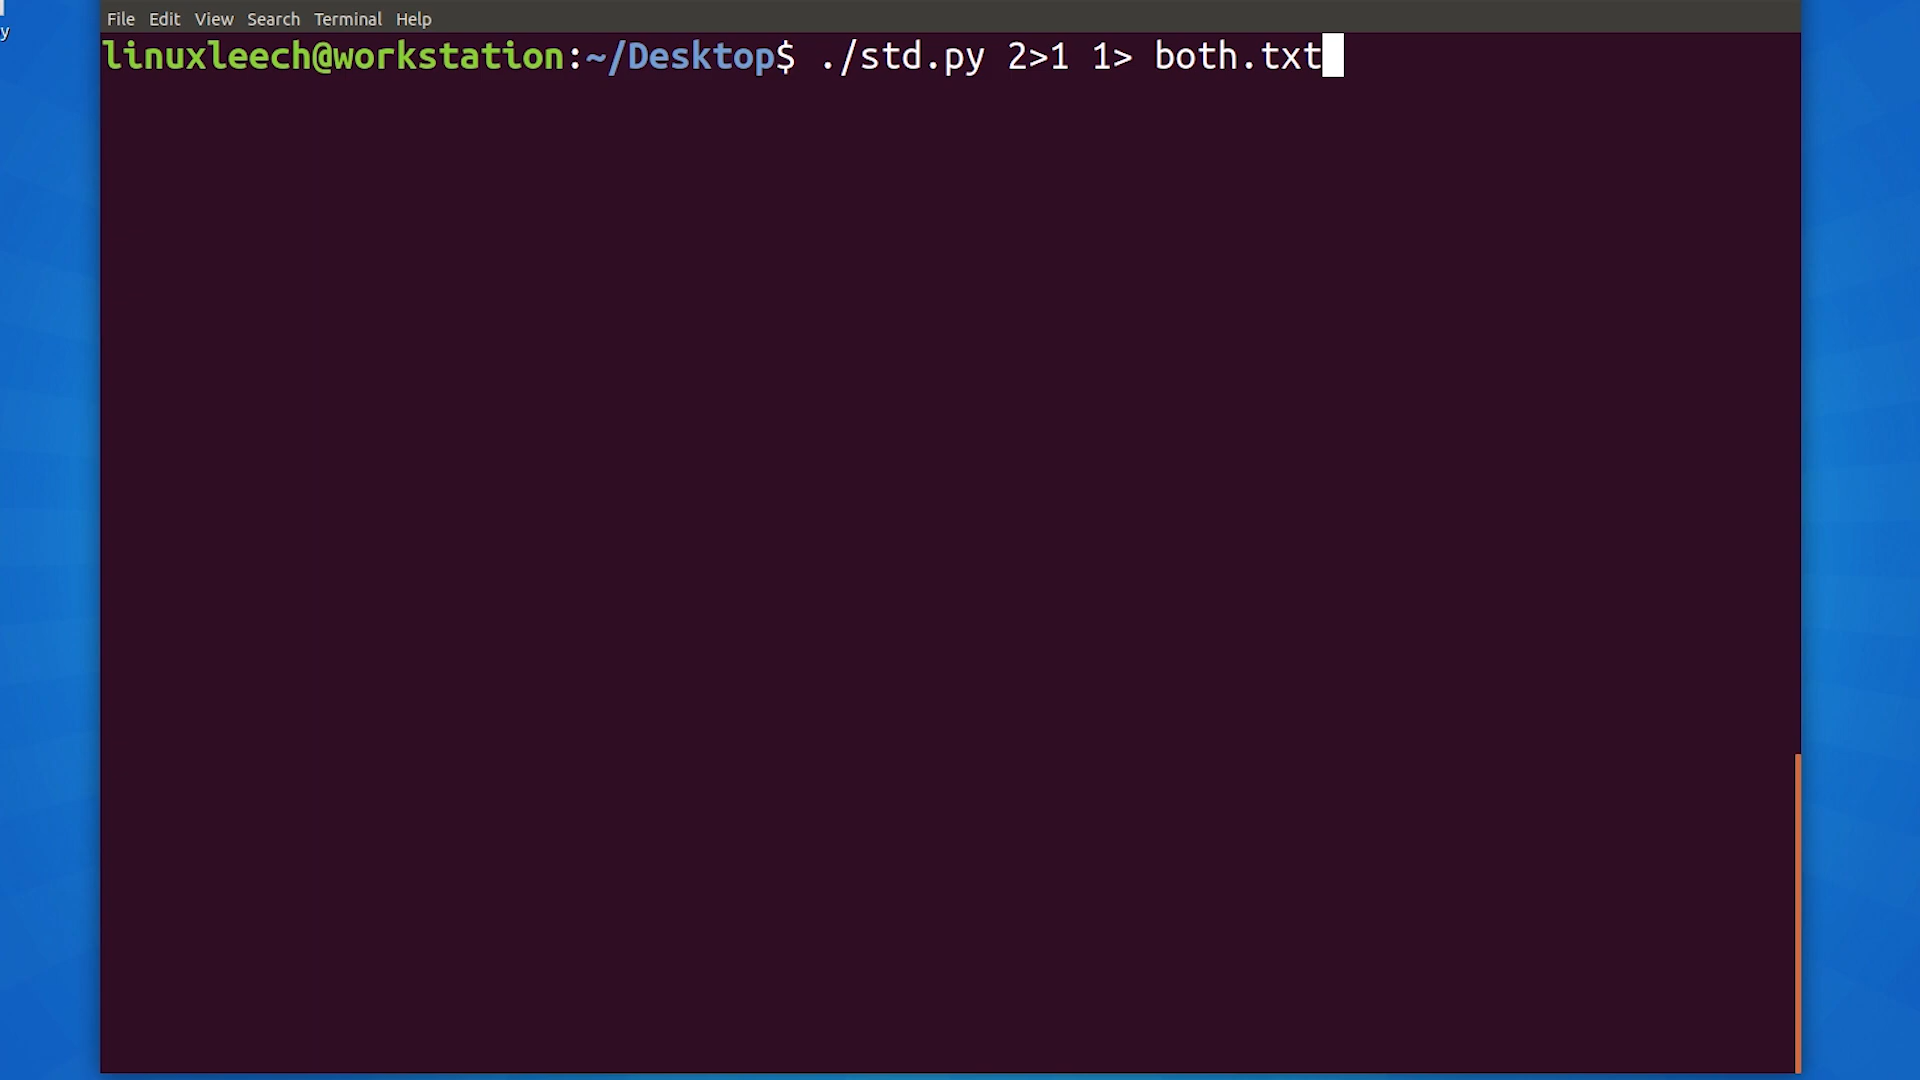 y
File Edit View Search Terminal Help
linuxleech@workstation:~/Desktop$ ./std.py 2>1 1> both.txt